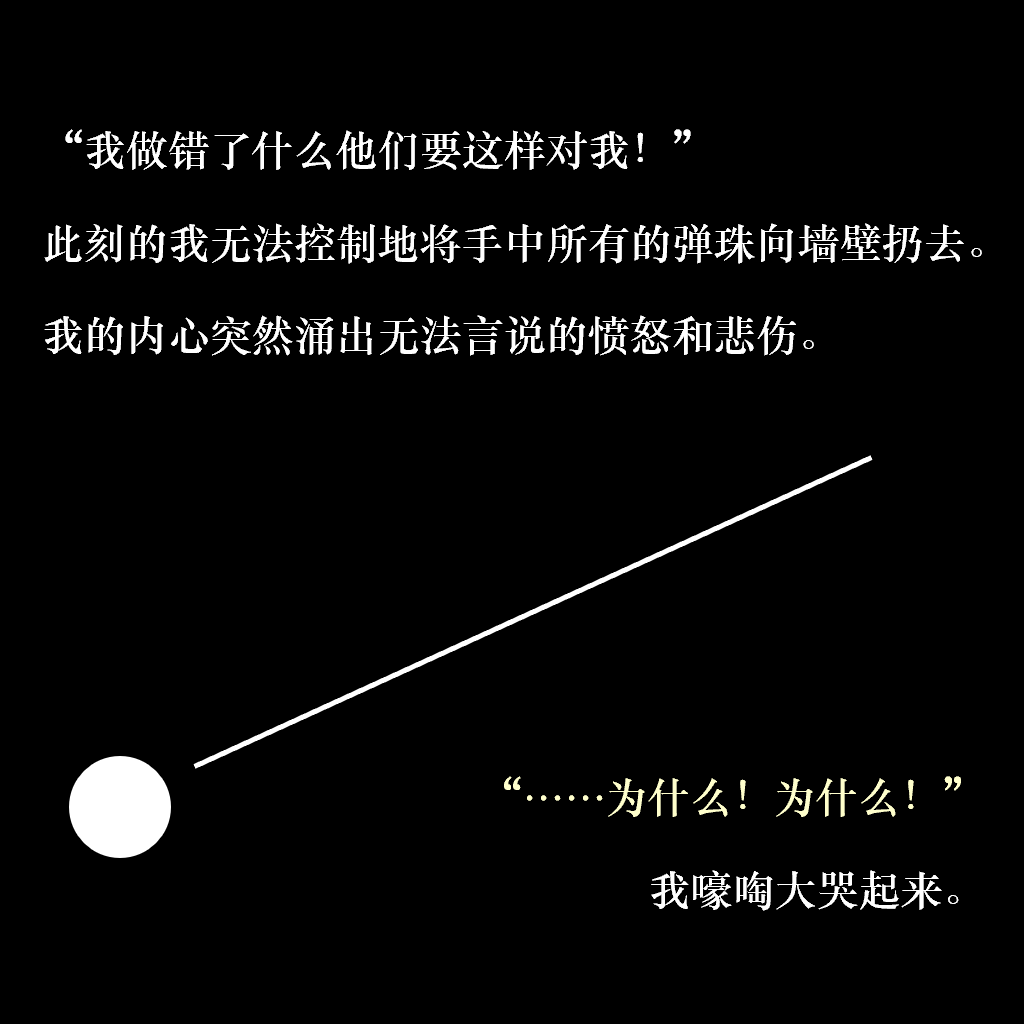 “我做错了什么他们要这样对我！”
此刻的我无法控制地将手中所有的弹珠向墙壁扔去。
我的内心突然涌出无法言说的愤怒和悲伤。
“……为什么！为什么！”
我嚎啕大哭起来。